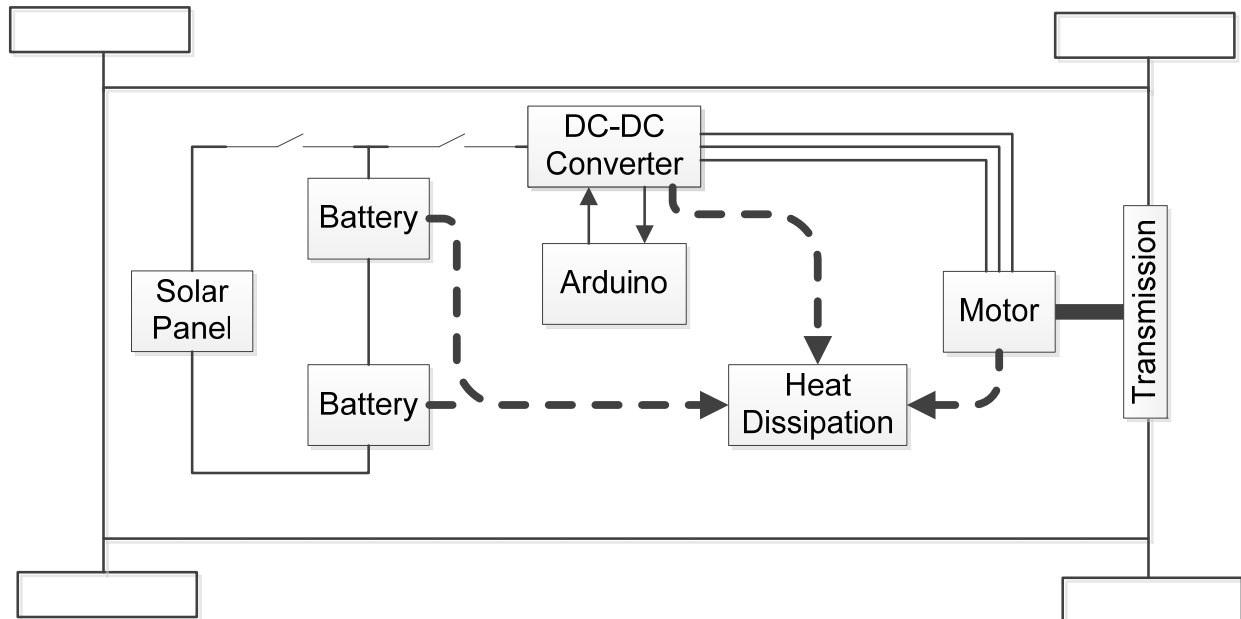 DC-DC
Converter
Battery
Solar
Panel
Arduino
Motor
Transmission
Battery
Heat
Dissipation